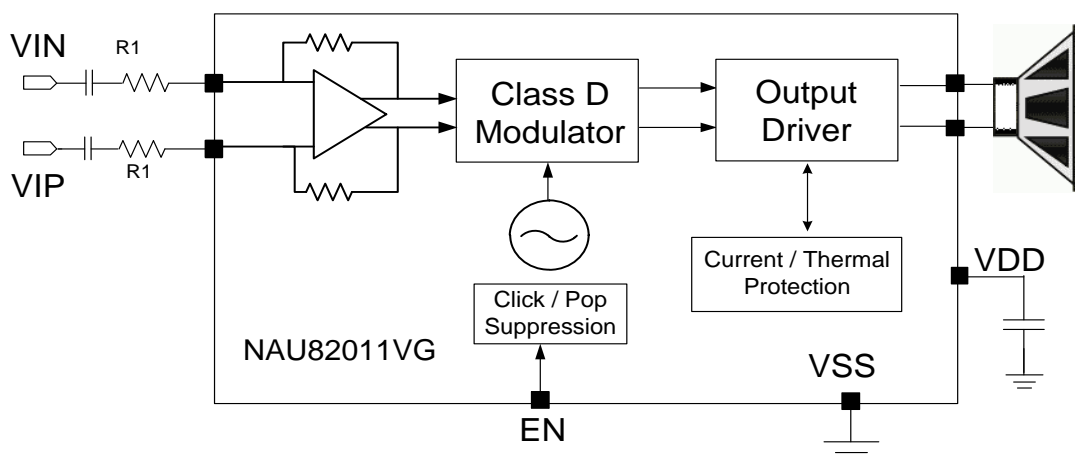 VIN
R1
VIP
R1
Class D
Modulator
Output
Driver
Click / Pop
Suppression
Current / Thermal
Protection
VDD
NAU82011VG
VSS
EN